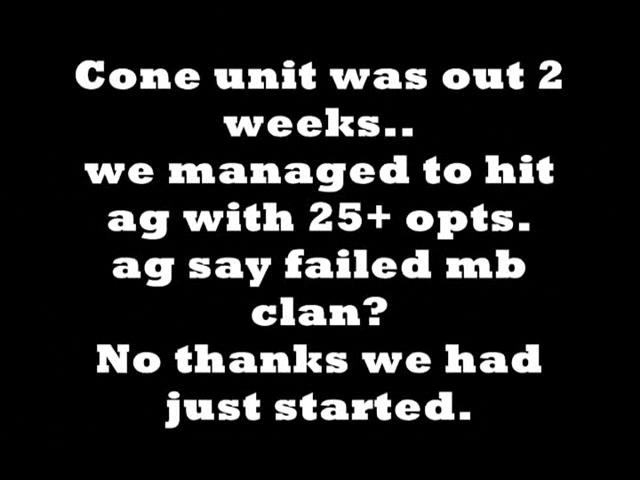 Cone unit was out 2
weeks..
we managed to hit
ag with 25+ opts.
ag say failed mb
clan?
No thanks we had
just started.